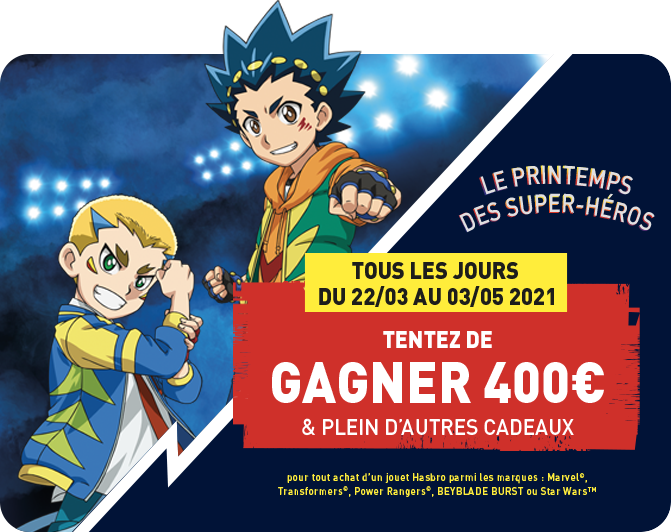 LE PRINTEMPS
DES SUPER-HÉROS
TOUS LES JOURS
DU 22/03 AU 03/05 2021
TENTEZ DE
GAGNER 400€
& PLEIN D'AUTRES CADEAUX
pour tout achat d'un jouet Hasbro parmi les marques : Marvel©,
Transformers©, Power Rangers©, BEYBLADE BURST ou Star Wars™